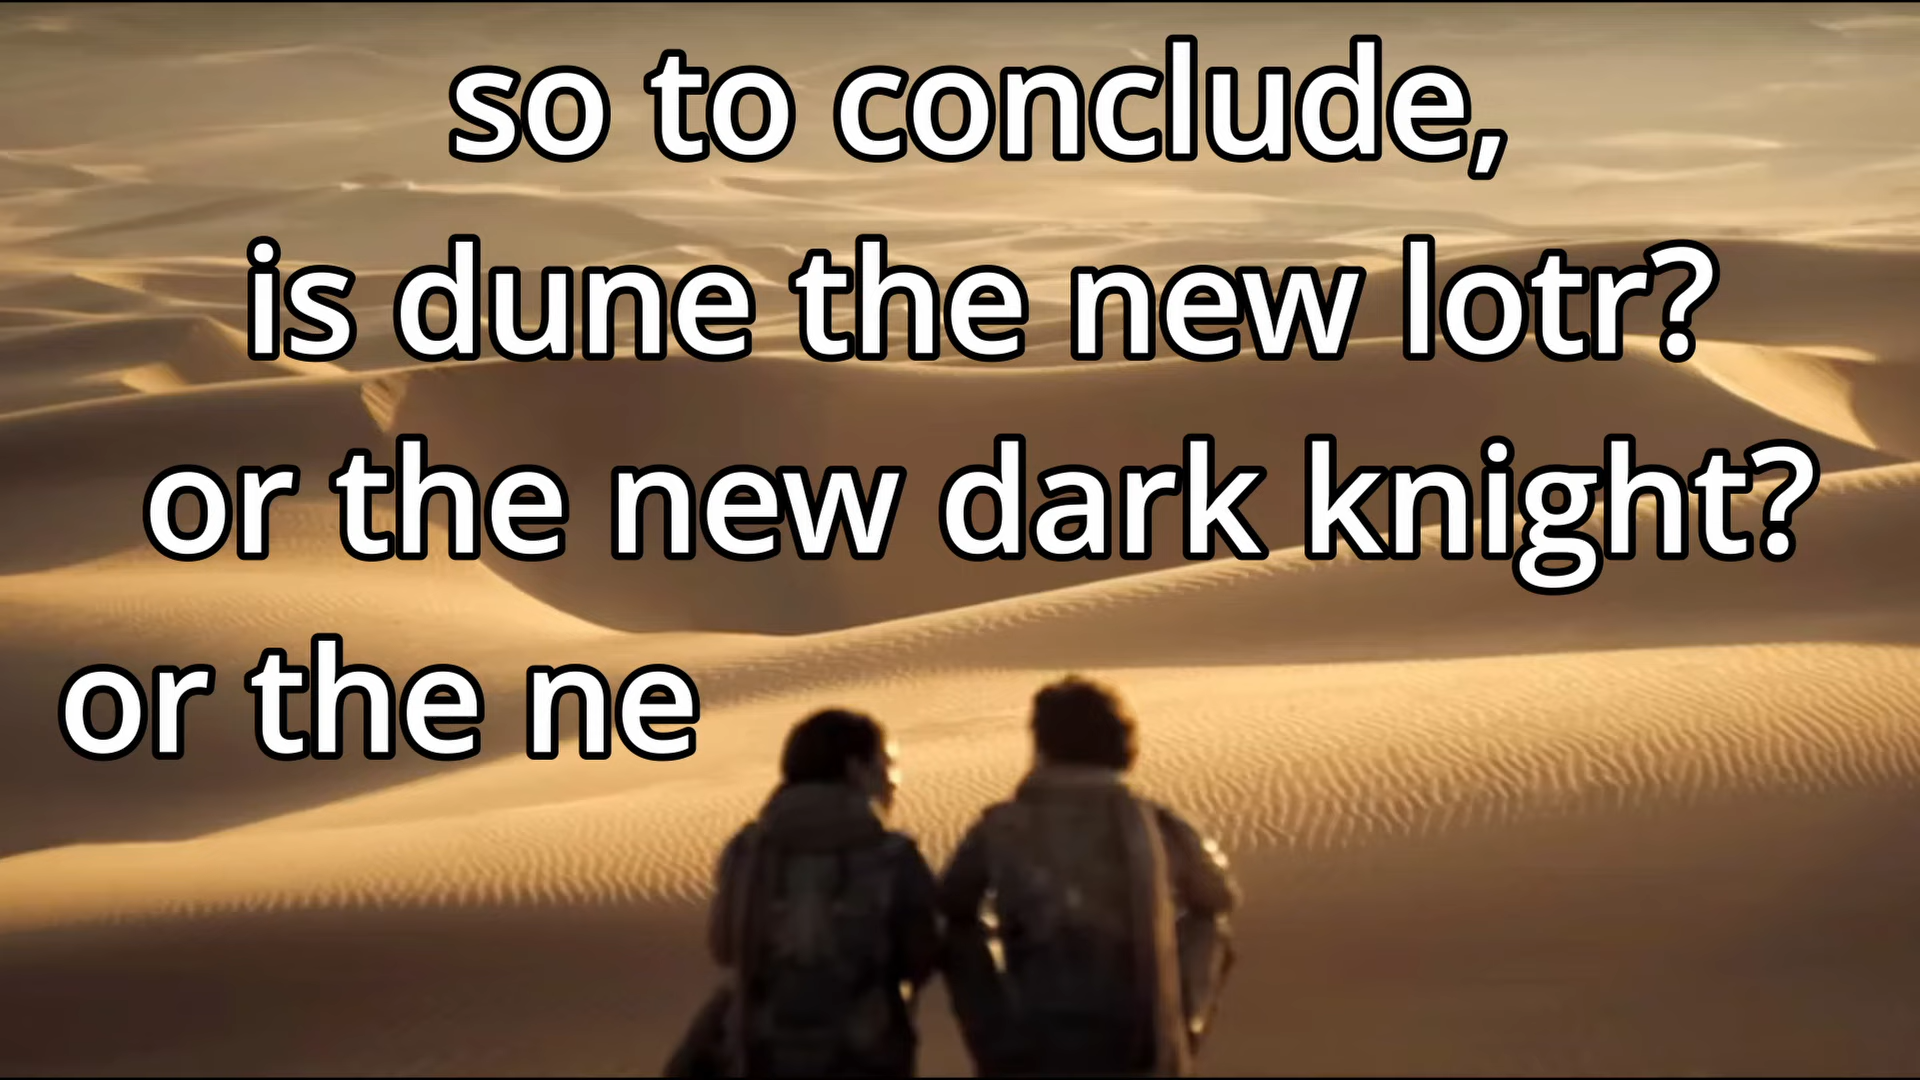 so to conclude,
is dune the new lotr?
or the new dark knight?
or the ne